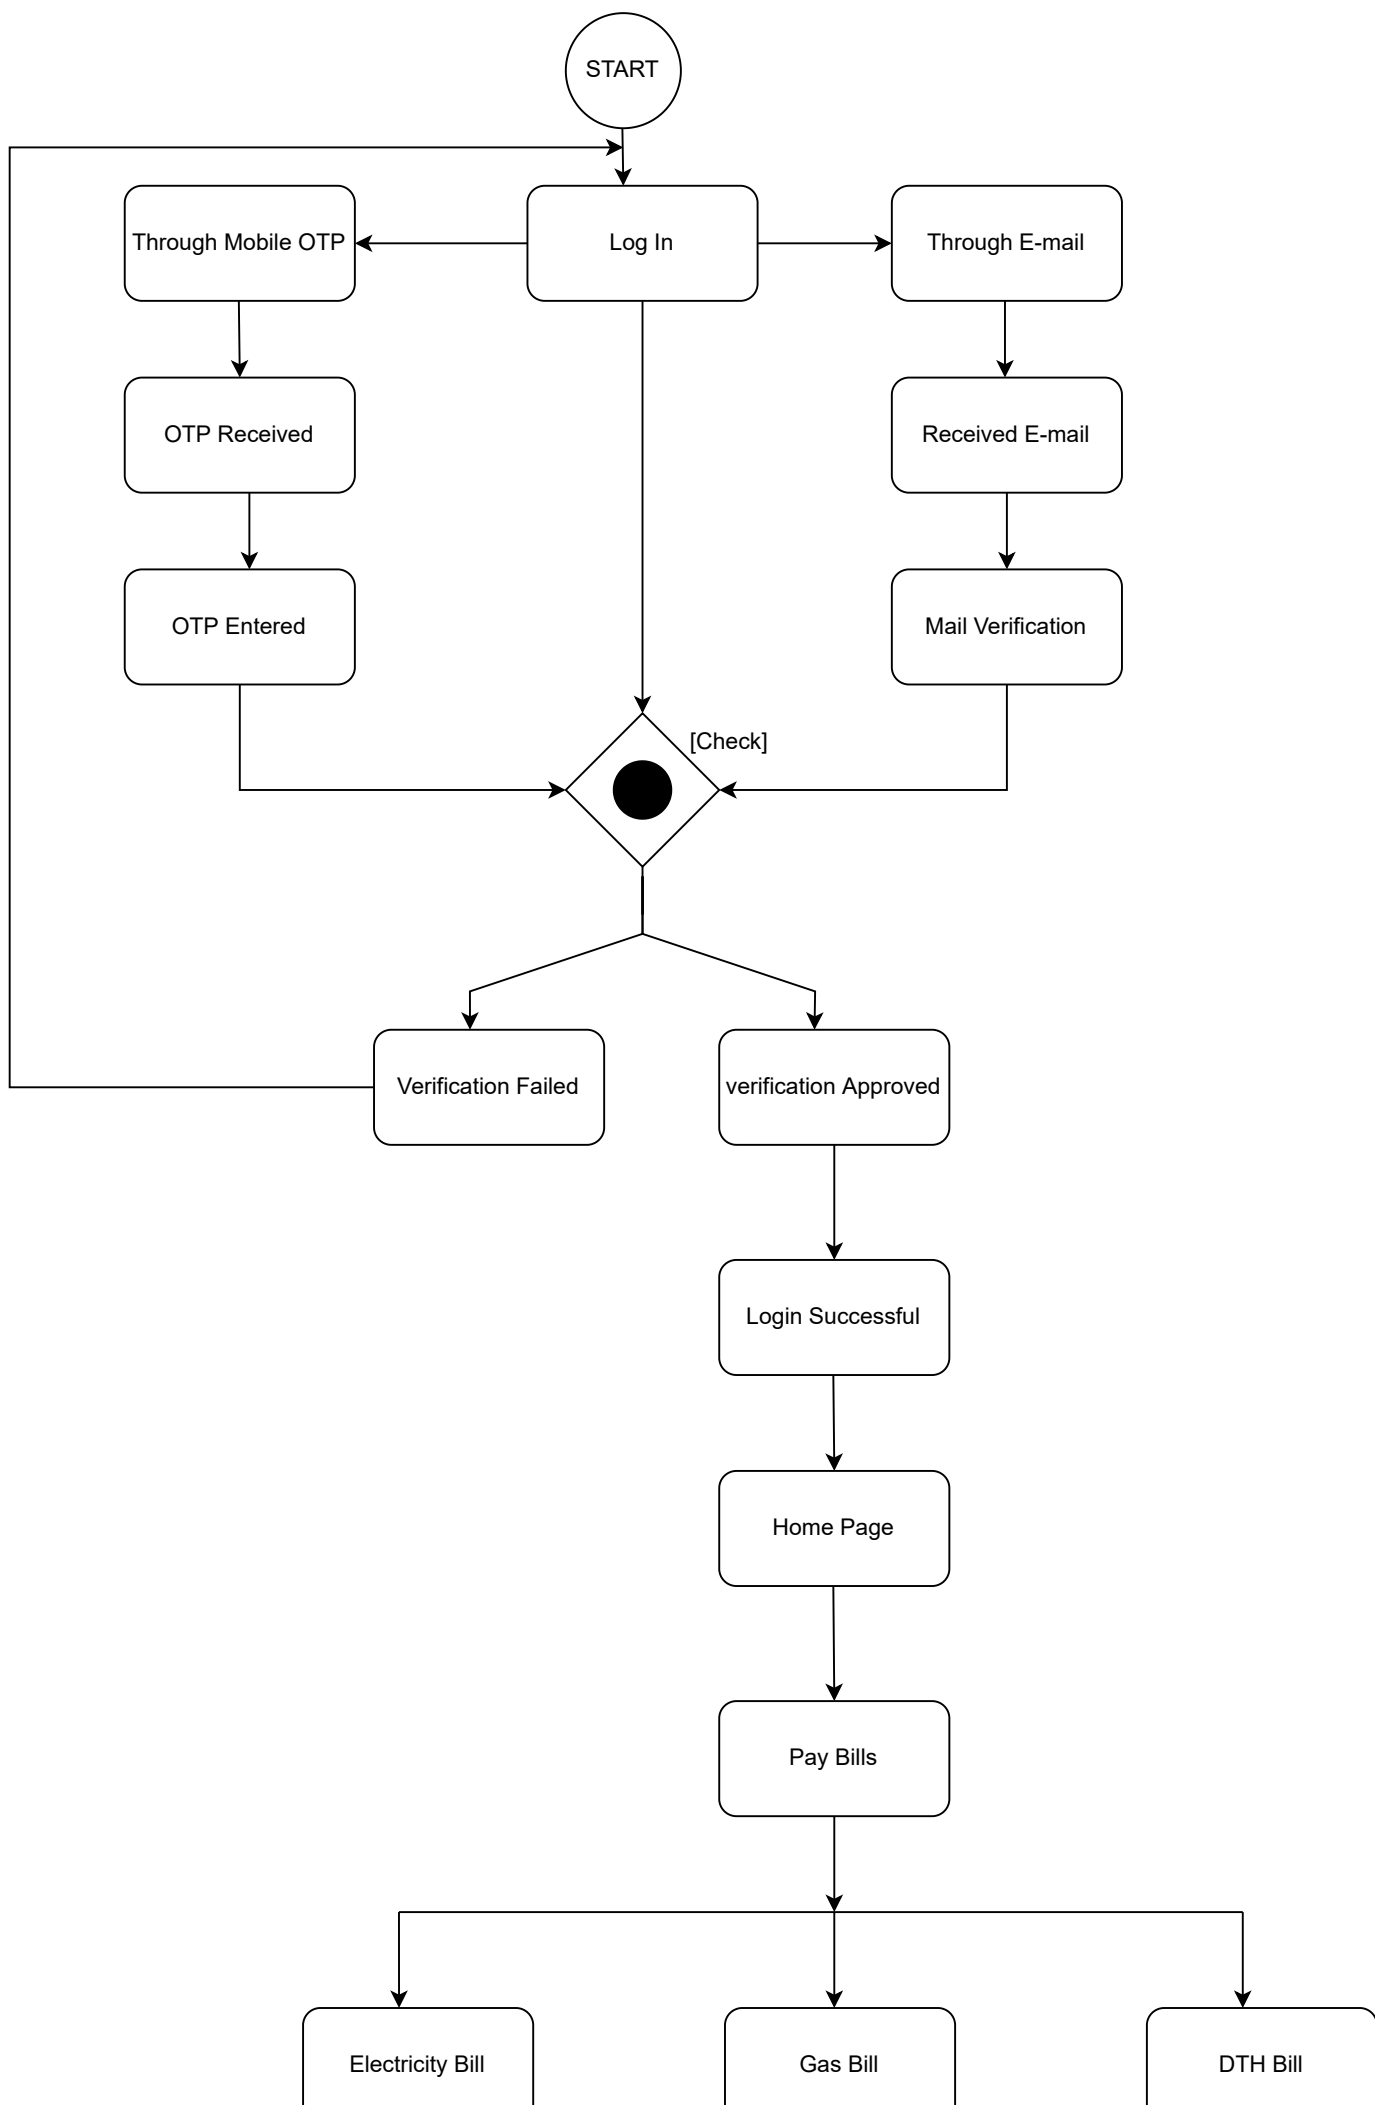 START
Through Mobile OTP
Log In
Through E-mail
OTP Received
Received E-mail
OTP Entered
Mail Verification
[Check]
Verification Failed
verification Approved
Login Successful
Home Page
Pay Bills
Electricity Bill
Gas Bill
DTH Bill